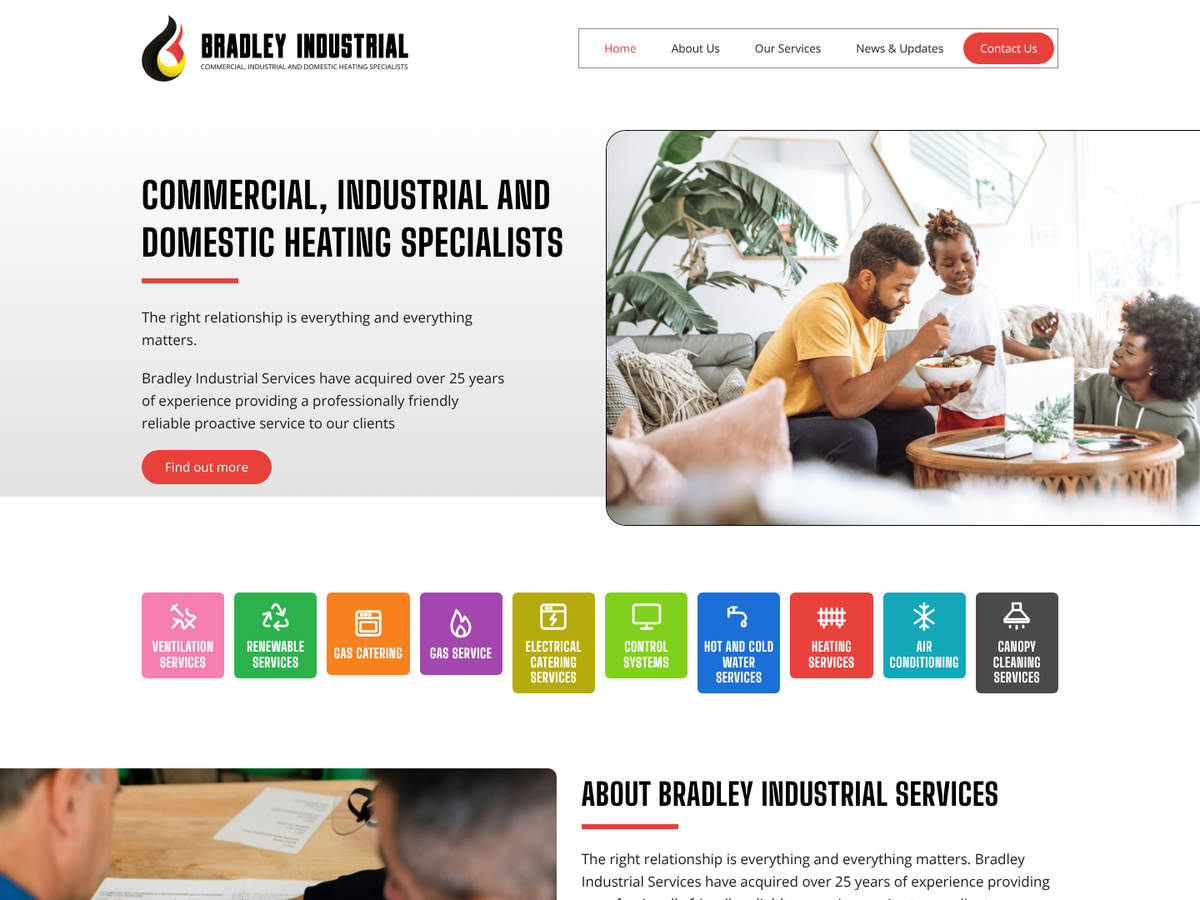 BRADLEY INDUSTRIAL
COMMERCIAL, INDUSTRIAL AND DOMESTIC HEATING SPECIALISTS
Home
About Us
Our Services
News & Updates
Contact Us
COMMERCIAL, INDUSTRIAL AND
DOMESTIC HEATING SPECIALISTS
The right relationship is everything and everything
matters.
Bradley Industrial Services have acquired over 25 years
of experience providing a professionally friendly
reliable proactive service to our clients
Find out more
VENTILATION
SERVICES
RENEWABLE
SERVICES
GAS CATERING
GAS SERVICE
ELECTRICAL
CATERING
SERVICES
CONTROL
SYSTEMS
HOT AND COLD
WATER
SERVICES
HEATING
SERVICES
AIR
CONDITIONING
CANOPY
CLEANING
SERVICES
ABOUT BRADLEY INDUSTRIAL SERVICES
The right relationship is everything and everything matters. Bradley
Industrial Services have acquired over 25 years of experience providing